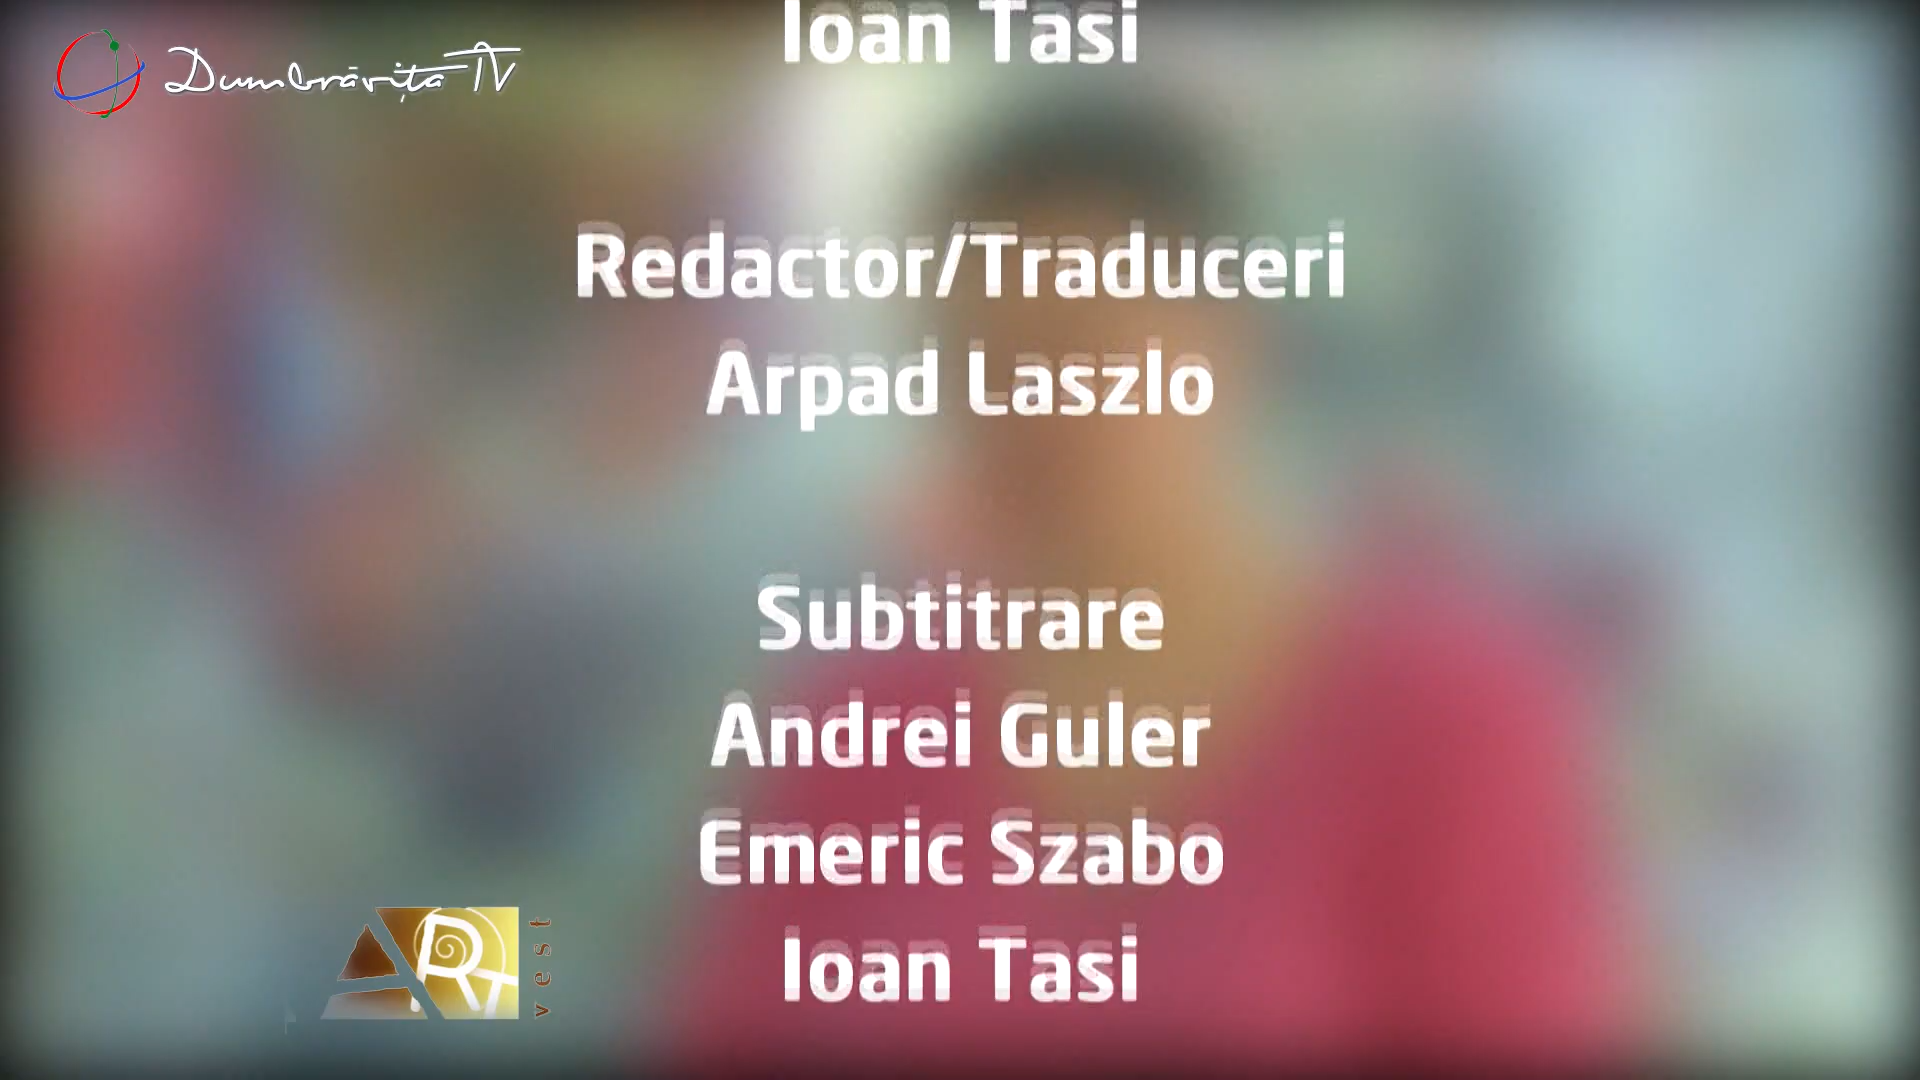 Ioan Tasi
Dumbrăvița TV
Redactor/Traduceri
Arpad Laszlo
Subtitrare
Andrei Guler
Emeric Szabo
Ioan Tasi
ART
vest